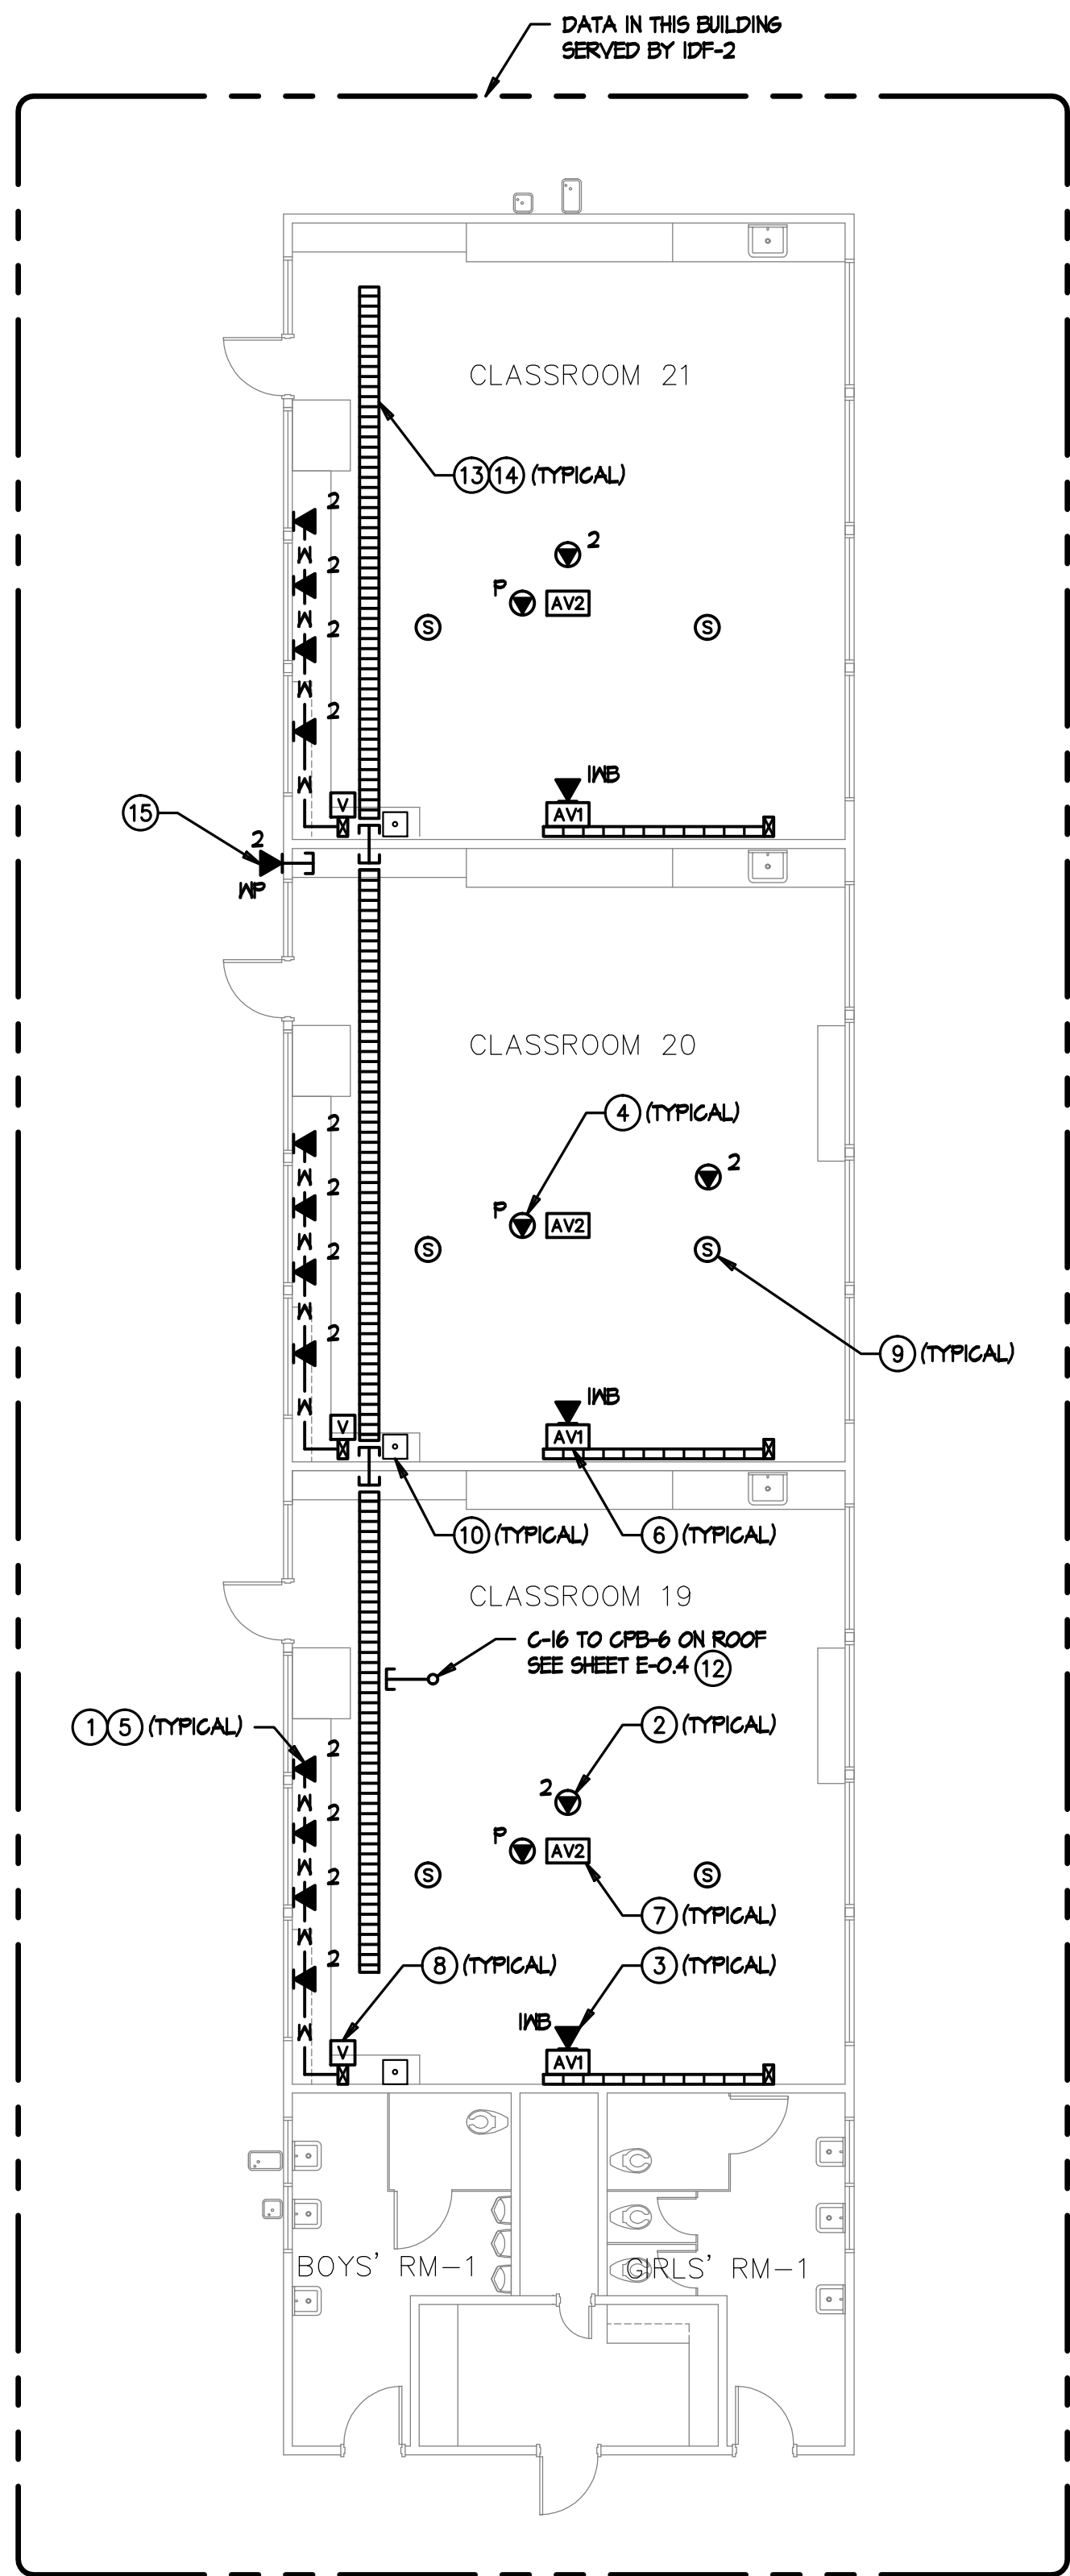 DATA IN THIS BUILDING
SERVED BY IDF-2
CLASSROOM 21
13 14 (TYPICAL)
2
2
P AV2
W
2
W
S S
2
W
2
W
IWB
V
AV1
15
2
WP
CLASSROOM 20
4 (TYPICAL)
2
W
2
2
P AV2
W
S S
2
W
9 (TYPICAL)
2
W
IWB
V
AV1
10 (TYPICAL) 6 (TYPICAL)
CLASSROOM 19
C-16 TO CPB-6 ON ROOF
SEE SHEET E-0.4 12
1 5 (TYPICAL)
2 (TYPICAL)
2
W
2
2
P AV2
W
S S
2
7 (TYPICAL)
W
8 (TYPICAL) 3 (TYPICAL)
2
W
IWB
V
AV1
BOYS' RM-1 GIRLS' RM-1